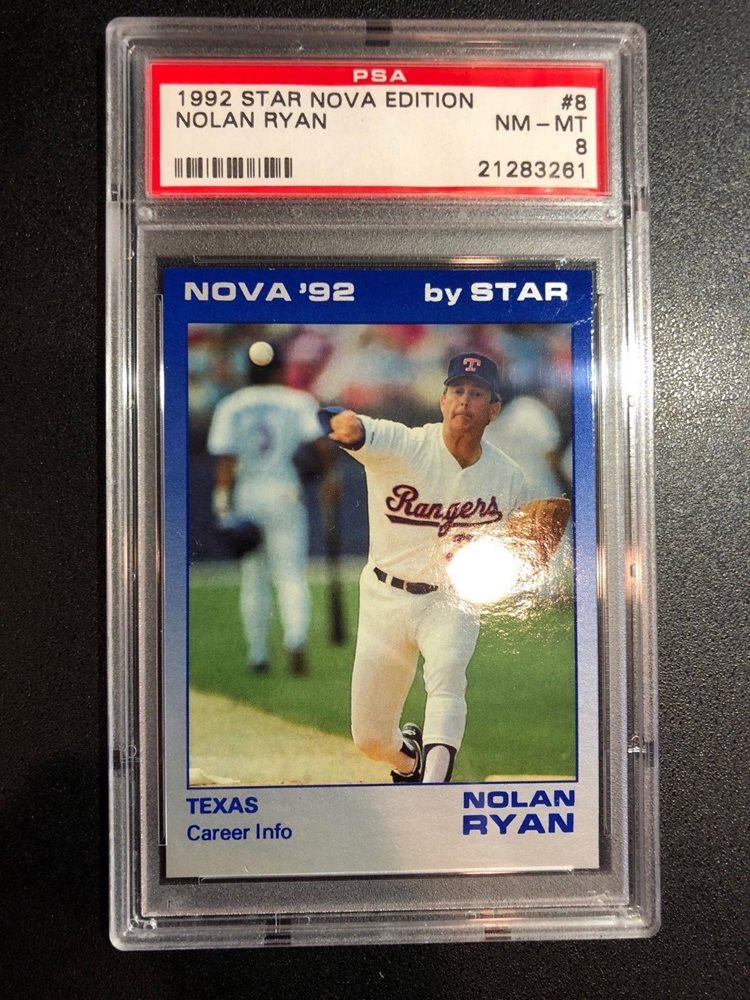 PSA
1992 STAR NOVA EDITION #8
NOLAN RYAN NM-MT
8
21283261
NOVA '92 by STAR
T
Rangers
TEXAS NOLAN
Career Info RYAN